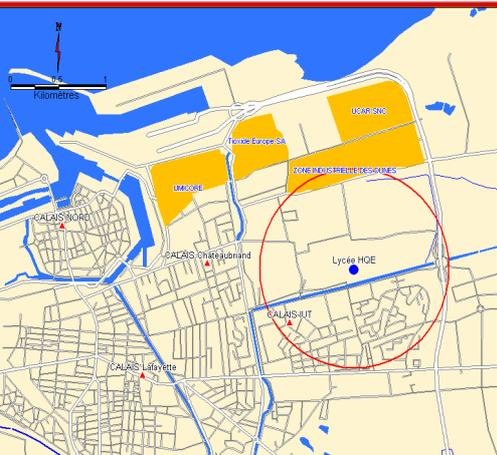 N
0 0.5 1
Kilomètres
UCAR SNC
Tioxide Europe SA
ZONE INDUSTRIELLE DES DUNES
UMICORE
CALAIS NORD
CALAIS Châteaubriand
Lycée HQE
CALAIS IUT
CALAIS Lafayette